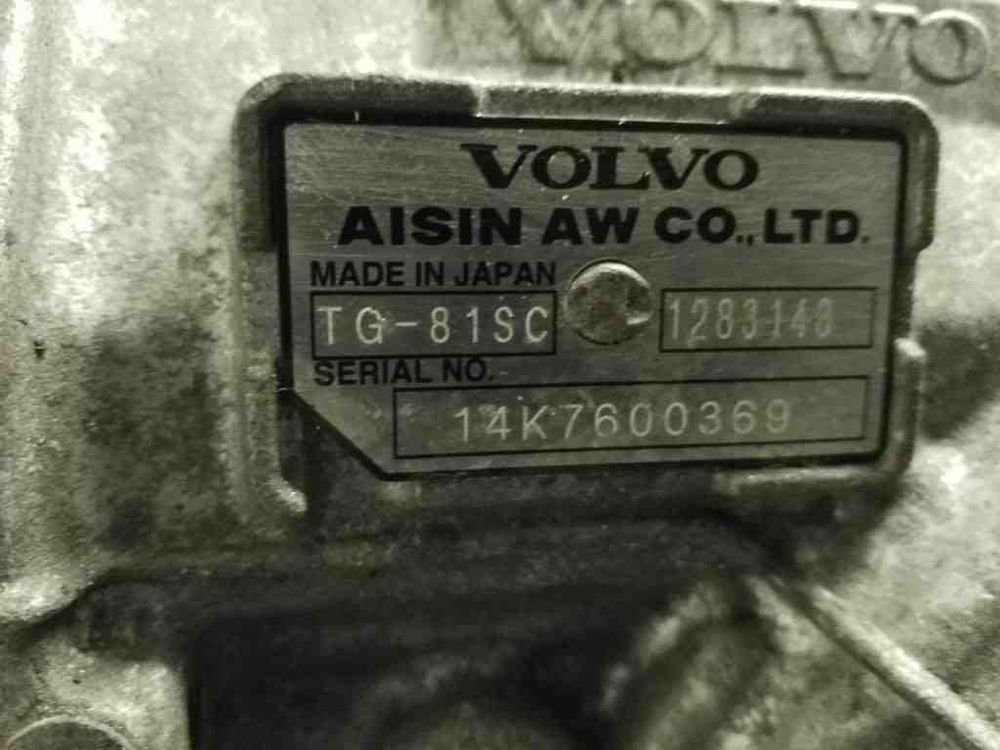 VOLVO
VOLVO
AISIN AW CO., LTD.
MADE IN JAPAN
TG-81SC 1283148
SERIAL NO.
14K7600369